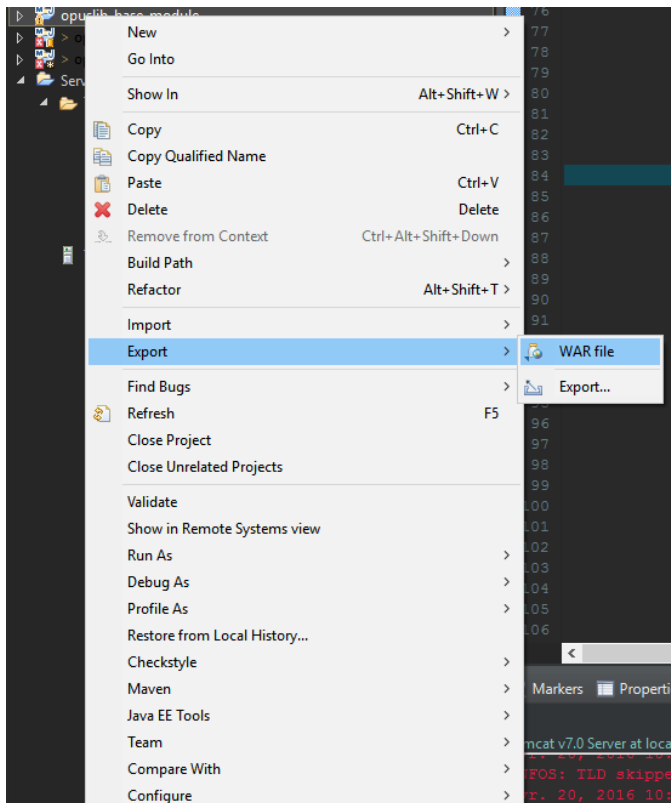 opuslib-base-module
New
Go Into
Show In Alt+Shift+W
Copy Ctrl+C
Copy Qualified Name
Paste Ctrl+V
Delete Delete
Remove from Context Ctrl+Alt+Shift+Down
Build Path
Refactor Alt+Shift+T
Import
Export
WAR file
Export...
Find Bugs
Refresh F5
Close Project
Close Unrelated Projects
Validate
Show in Remote Systems view
Run As
Debug As
Profile As
Restore from Local History...
Checkstyle
Maven
Java EE Tools
Team
Compare With
Configure
76
77
78
79
80
81
82
83
84
85
86
87
88
89
90
91
96
97
98
99
100
101
102
103
104
105
106
Markers Properti
mcat v7.0 Server at loca
NFOS: TLD skippe
vr. 20, 2016 10: